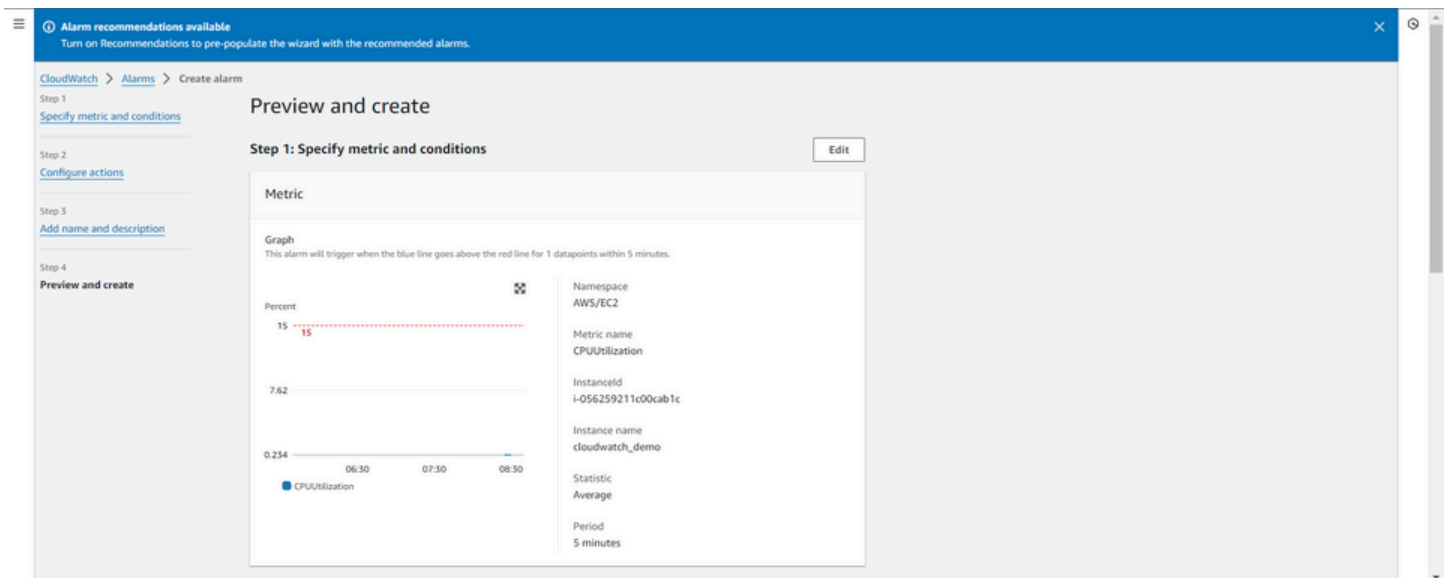 Alarm recommendations available
Turn on Recommendations to pre-populate the wizard with the recommended alarms.
CloudWatch > Alarms > Create alarm
Step 1
Specify metric and conditions
Step 2
Configure actions
Step 3
Add name and description
Step 4
Preview and create
Preview and create
Step 1: Specify metric and conditions
Edit
Metric
Graph
This alarm will trigger when the blue line goes above the red line for 1 datapoints within 5 minutes.
Percent
15
15
7.62
0.234
06:30 07:30 08:30
CPUUtilization
Namespace
AWS/EC2
Metric name
CPUUtilization
InstanceId
i-056259211c00cab1c
Instance name
cloudwatch_demo
Statistic
Average
Period
5 minutes